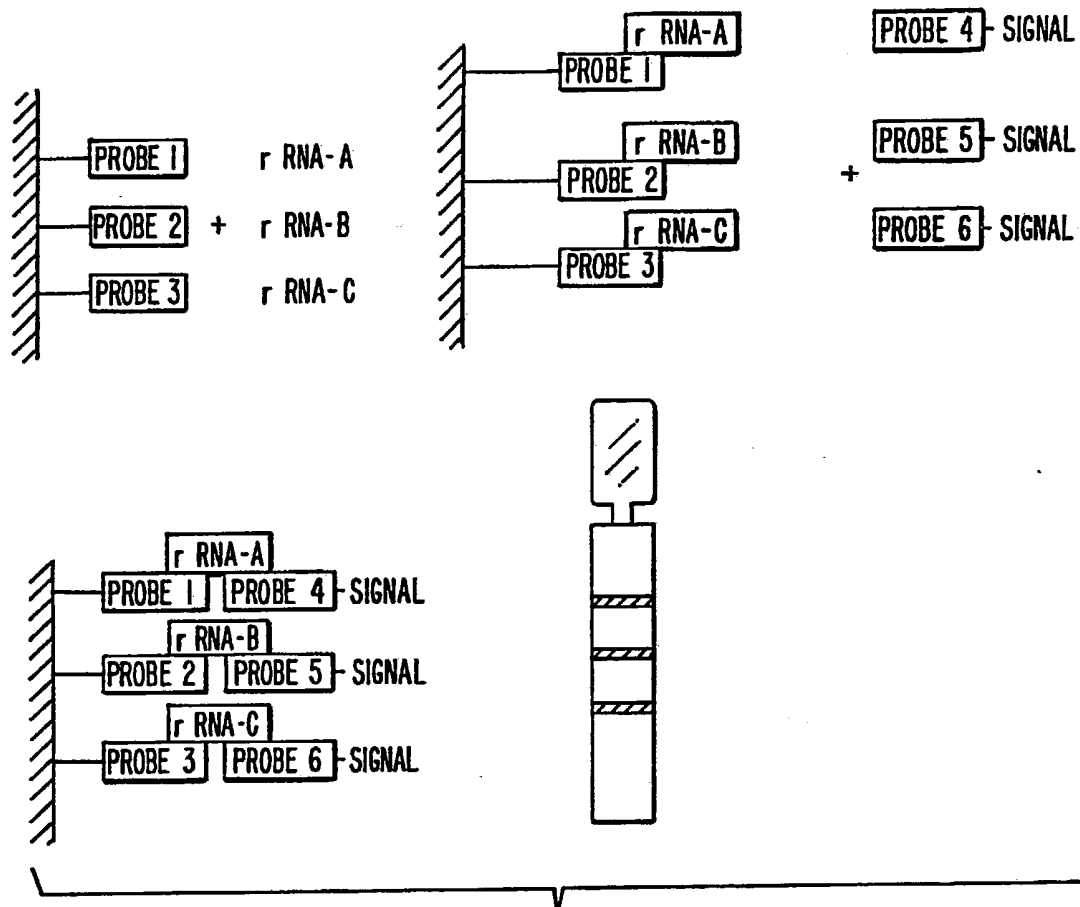 PROBE 1 r RNA-A
PROBE 2 + r RNA-B
PROBE 3 r RNA-C
r RNA-A
PROBE 1
r RNA-B
PROBE 2
r RNA-C
PROBE 3
+
PROBE 4 - SIGNAL
PROBE 5 - SIGNAL
PROBE 6 - SIGNAL
r RNA-A
PROBE 1 PROBE 4 - SIGNAL
r RNA-B
PROBE 2 PROBE 5 - SIGNAL
r RNA-C
PROBE 3 PROBE 6 - SIGNAL